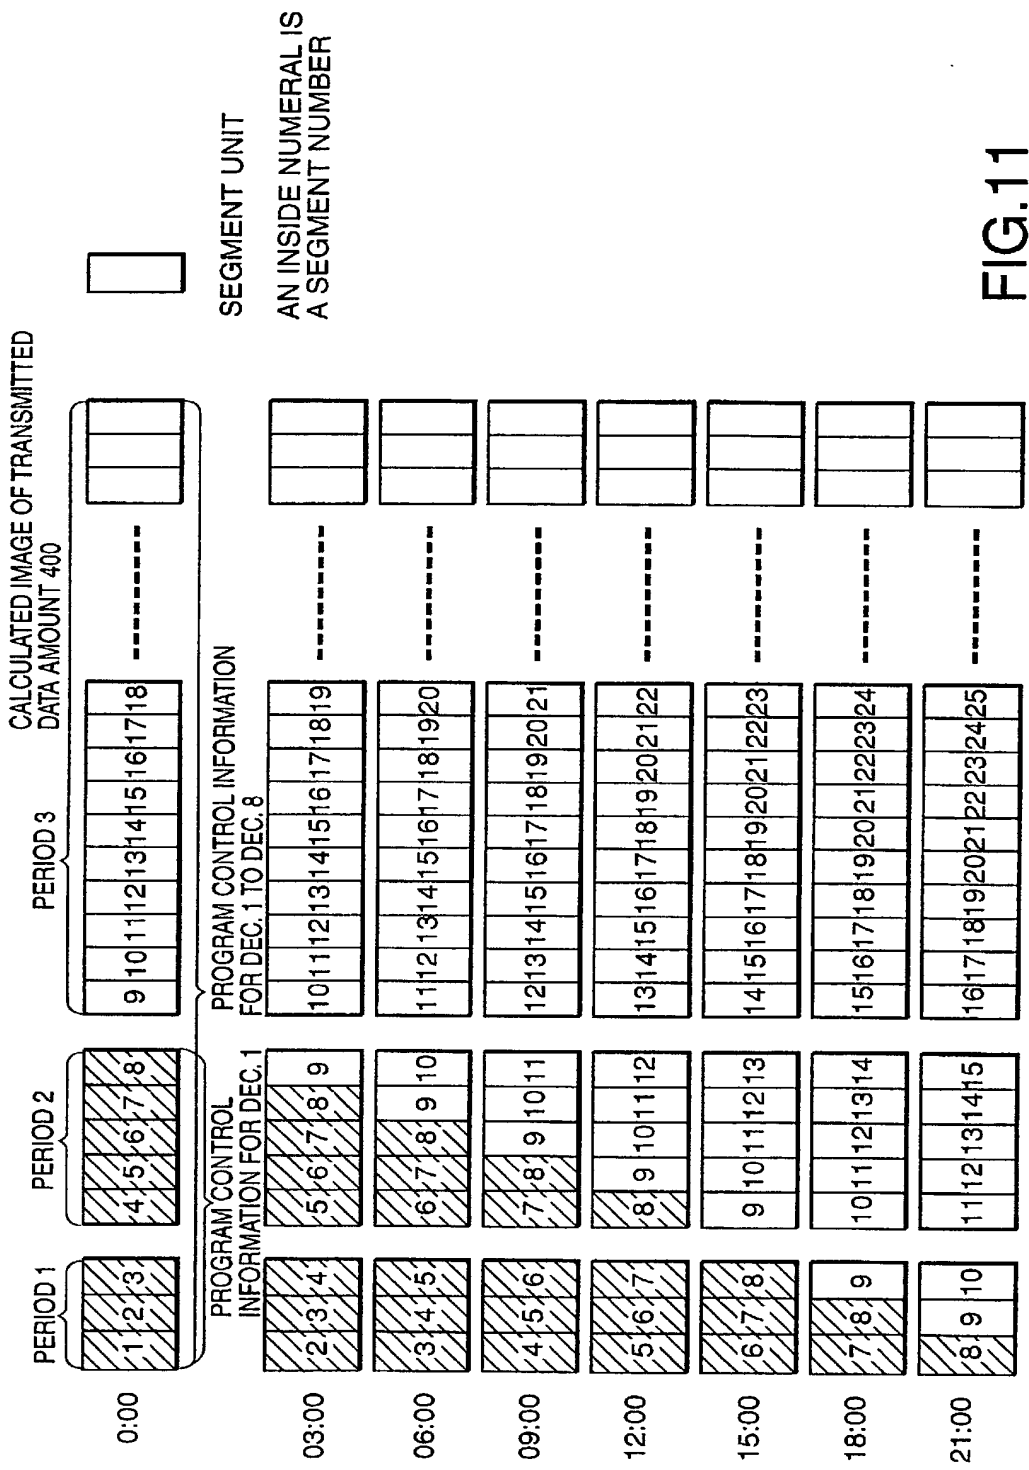 CALCULATED IMAGE OF TRANSMITTED
DATA AMOUNT 400
PERIOD 1
PERIOD 2
PERIOD 3
0:00
1 2 3
4 5 6 7 8
9 10 11 12 13 14 15 16 17 18
PROGRAM CONTROL
INFORMATION FOR DEC. 1
PROGRAM CONTROL INFORMATION
FOR DEC. 1 TO DEC. 8
03:00
2 3 4
5 6 7 8 9
10 11 12 13 14 15 16 17 18 19
06:00
3 4 5
6 7 8 9 10
11 12 13 14 15 16 17 18 19 20
09:00
4 5 6
7 8 9 10 11
12 13 14 15 16 17 18 19 20 21
12:00
5 6 7
8 9 10 11 12
13 14 15 16 17 18 19 20 21 22
15:00
6 7 8
9 10 11 12 13
14 15 16 17 18 19 20 21 22 23
18:00
7 8 9
10 11 12 13 14
15 16 17 18 19 20 21 22 23 24
21:00
8 9 10
11 12 13 14 15
16 17 18 19 20 21 22 23 24 25
SEGMENT UNIT
AN INSIDE NUMERAL IS
A SEGMENT NUMBER
FIG.11